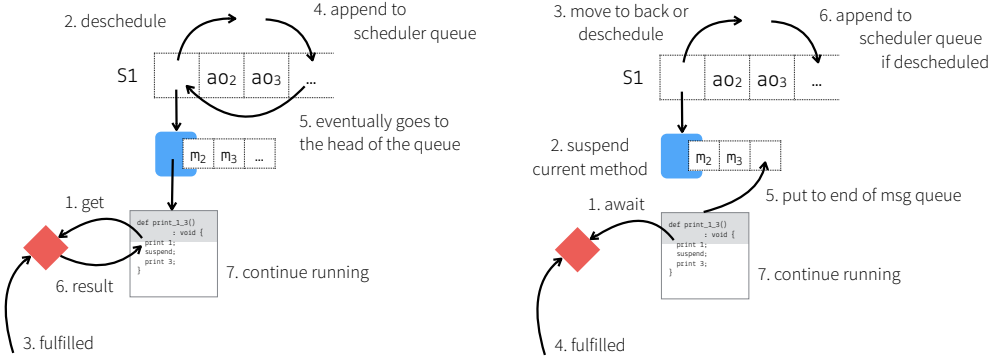 2. deschedule
4. append to
scheduler queue
S1
ao2
ao3
...
5. eventually goes to
the head of the queue
m2
m3
...
1. get
def print_1_3()
: void {
print 1;
suspend;
print 3;
}
6. result
7. continue running
3. fulfilled
3. move to back or
deschedule
6. append to
scheduler queue
if descheduled
S1
ao2
ao3
...
2. suspend
current method
m2
m3
5. put to end of msg queue
1. await
def print_1_3()
: void {
print 1;
suspend;
print 3;
}
7. continue running
4. fulfilled